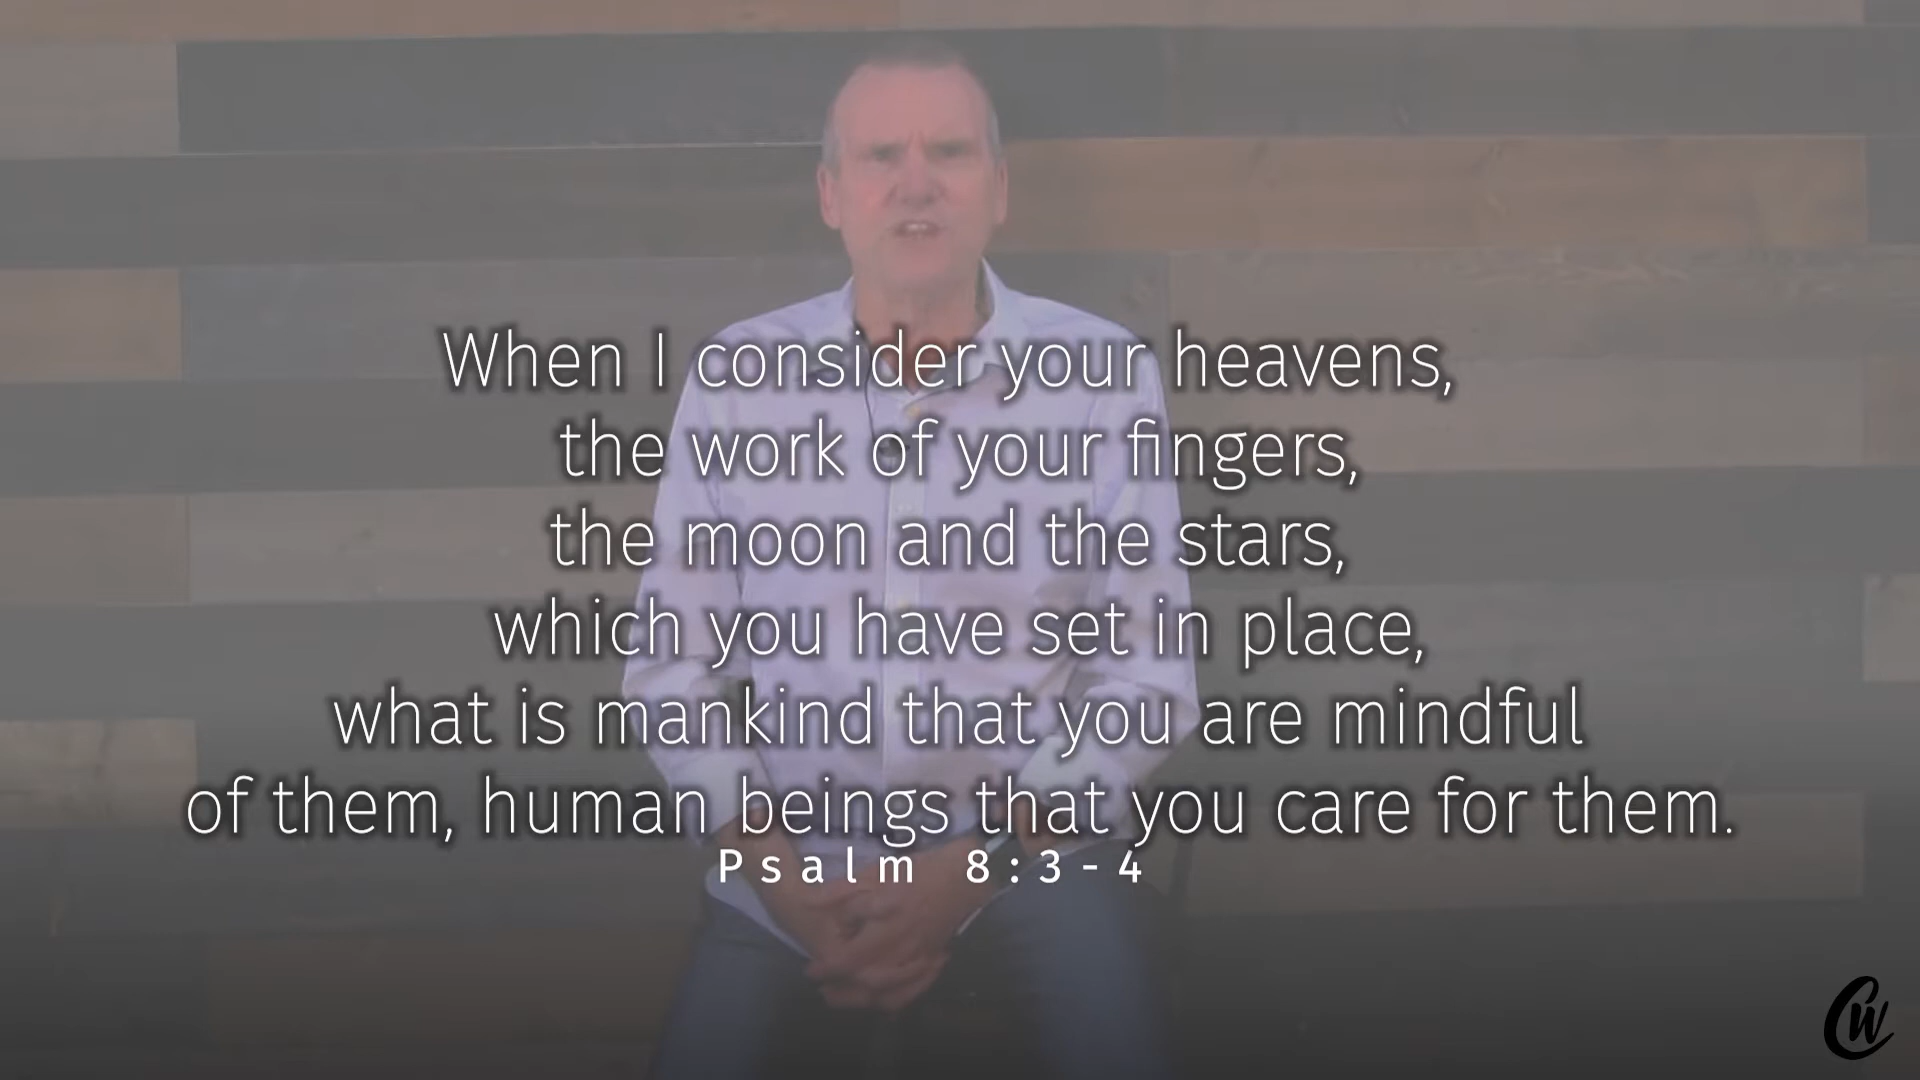 When I consider your heavens,
the work of your fingers,
the moon and the stars,
which you have set in place,
what is mankind that you are mindful
of them, human beings that you care for them.
Psalm 8:3-4
CW